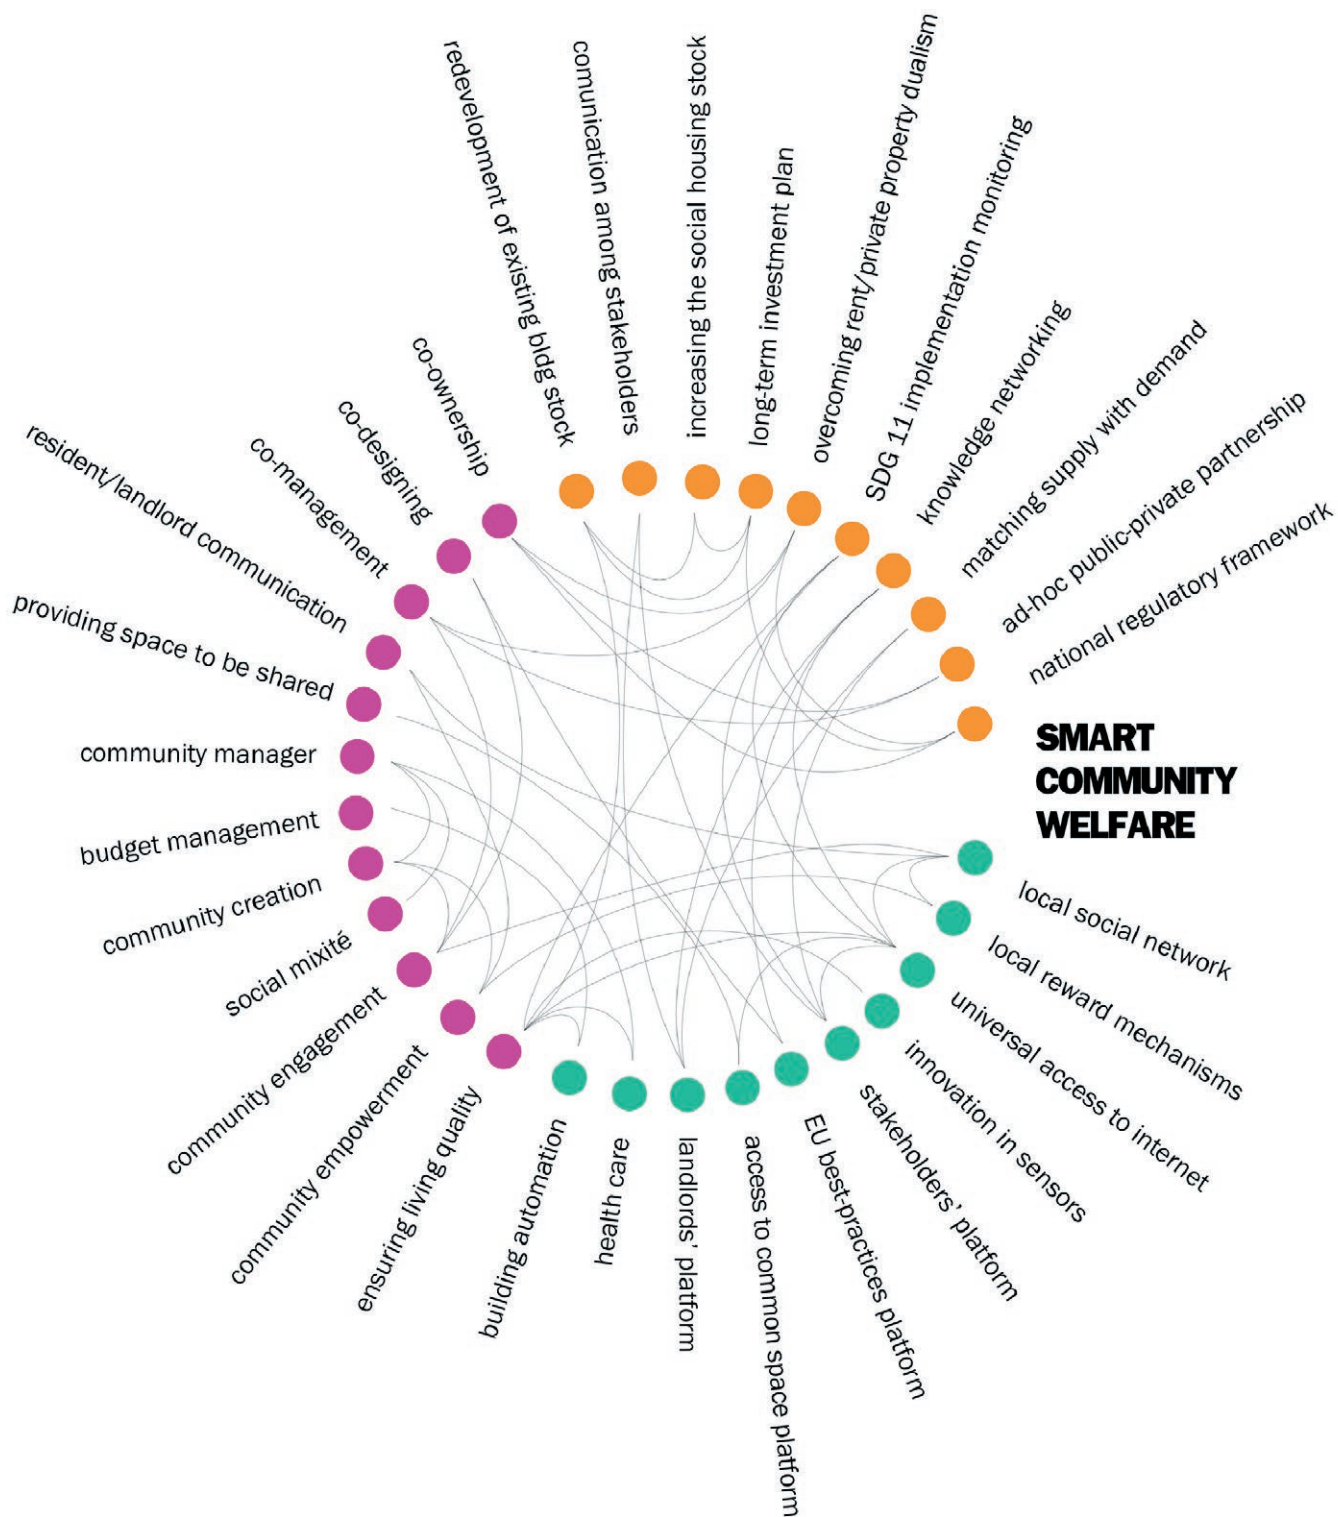 redevelopment of existing bldg stock
comunication among stakeholders
increasing the social housing stock
long-term investment plan
overcoming rent/private property dualism
SDG 11 implementation monitoring
knowledge networking
matching supply with demand
ad-hoc public-private partnership
national regulatory framework
SMART
COMMUNITY
WELFARE
local social network
local reward mechanisms
universal access to internet
innovation in sensors
stakeholders' platform
EU best-practices platform
access to common space platform
landlords' platform
health care
building automation
ensuring living quality
community empowerment
community engagement
social mixité
community creation
budget management
community manager
providing space to be shared
resident/landlord communication
co-management
co-designing
co-ownership